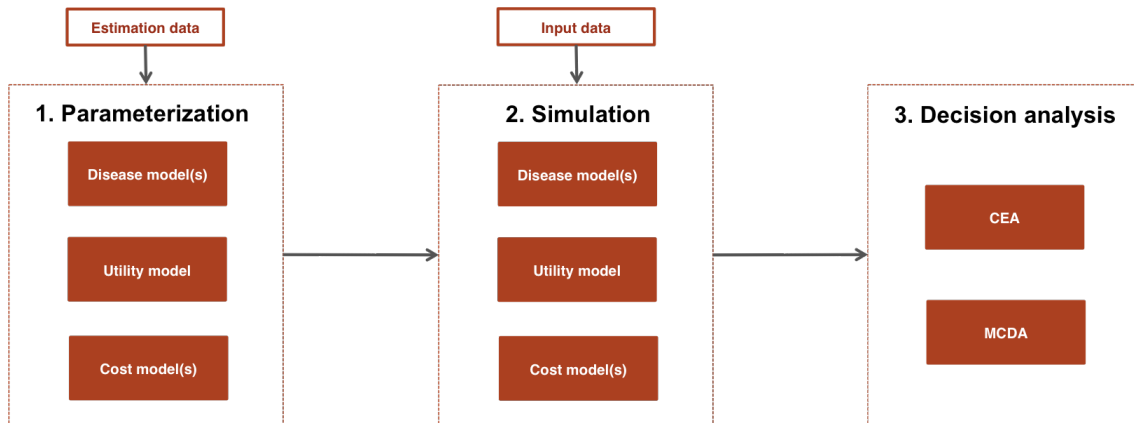 Estimation data
Input data
1. Parameterization
Disease model(s)
Utility model
Cost model(s)
2. Simulation
Disease model(s)
Utility model
Cost model(s)
3. Decision analysis
CEA
MCDA